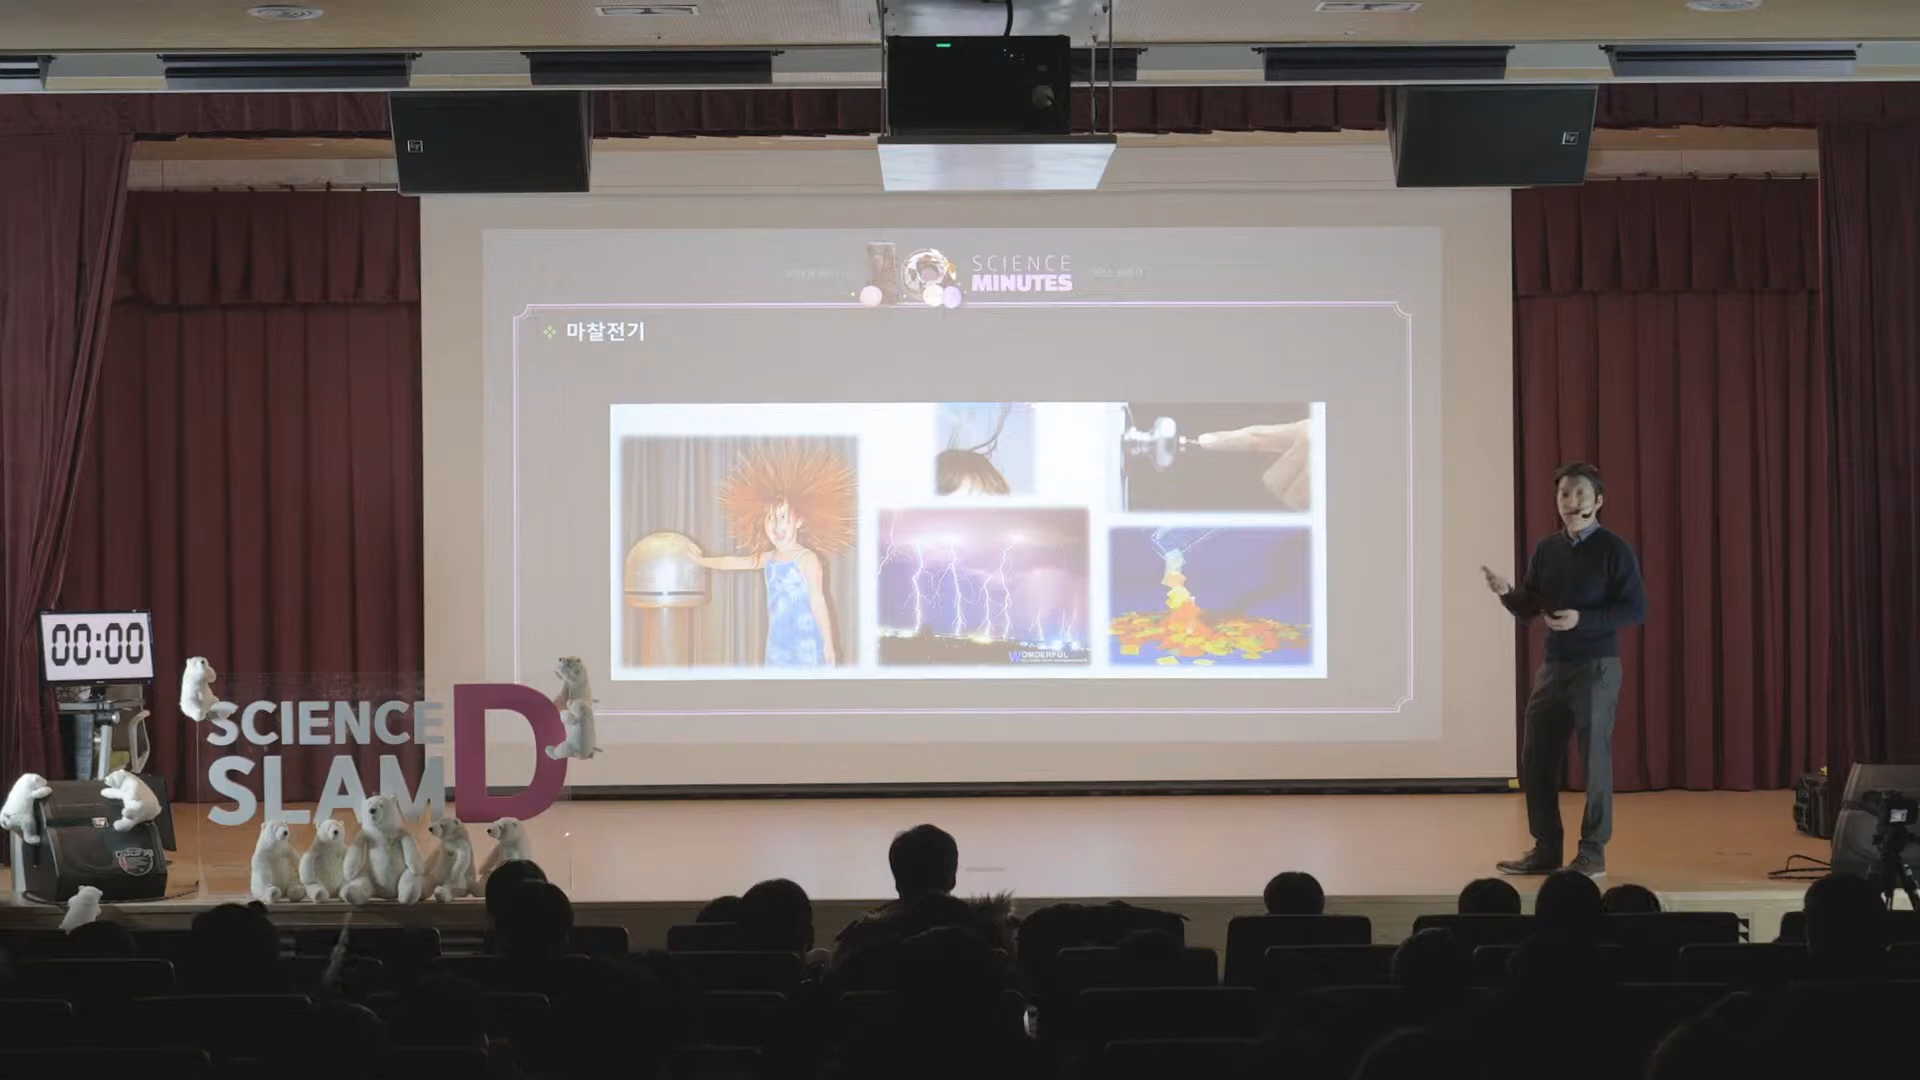 SCIENCE
MINUTES
마찰전기
WONDERFUL
00:00
SCIENCE
SLAM D